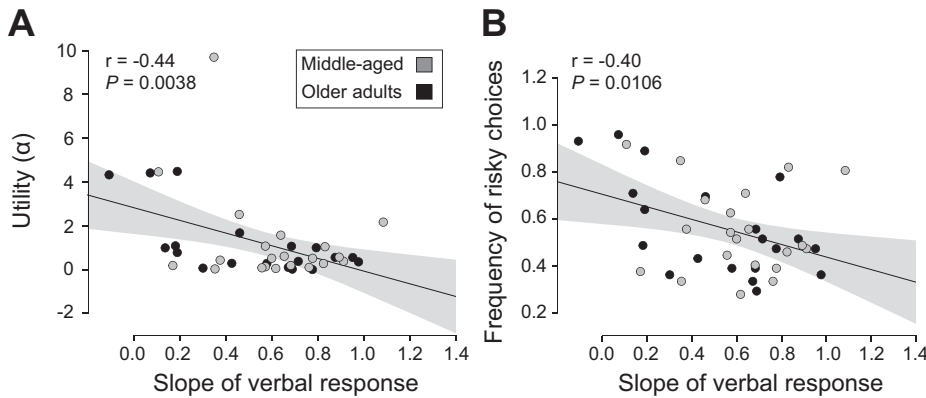 A
r = -0.44
P = 0.0038
Middle-aged
Older adults
Utility (α)
10
8
6
4
2
0
-2
0.0 0.2 0.4 0.6 0.8 1.0 1.2 1.4
Slope of verbal response
B
r = -0.40
P = 0.0106
Frequency of risky choices
1.2
1.0
0.8
0.6
0.4
0.2
0.0 0.2 0.4 0.6 0.8 1.0 1.2 1.4
Slope of verbal response